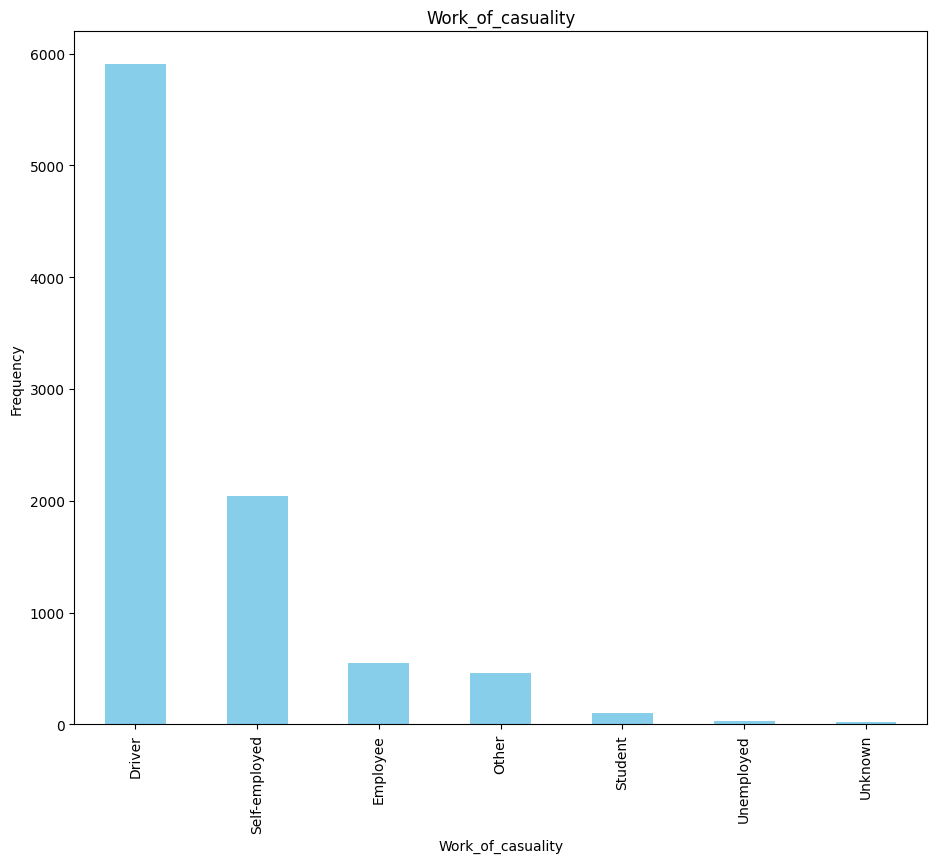 Work_of_casuality
6000
5000
4000
3000
2000
1000
0
Frequency
Driver
Self-employed
Employee
Other
Student
Unemployed
Unknown
Work_of_casuality